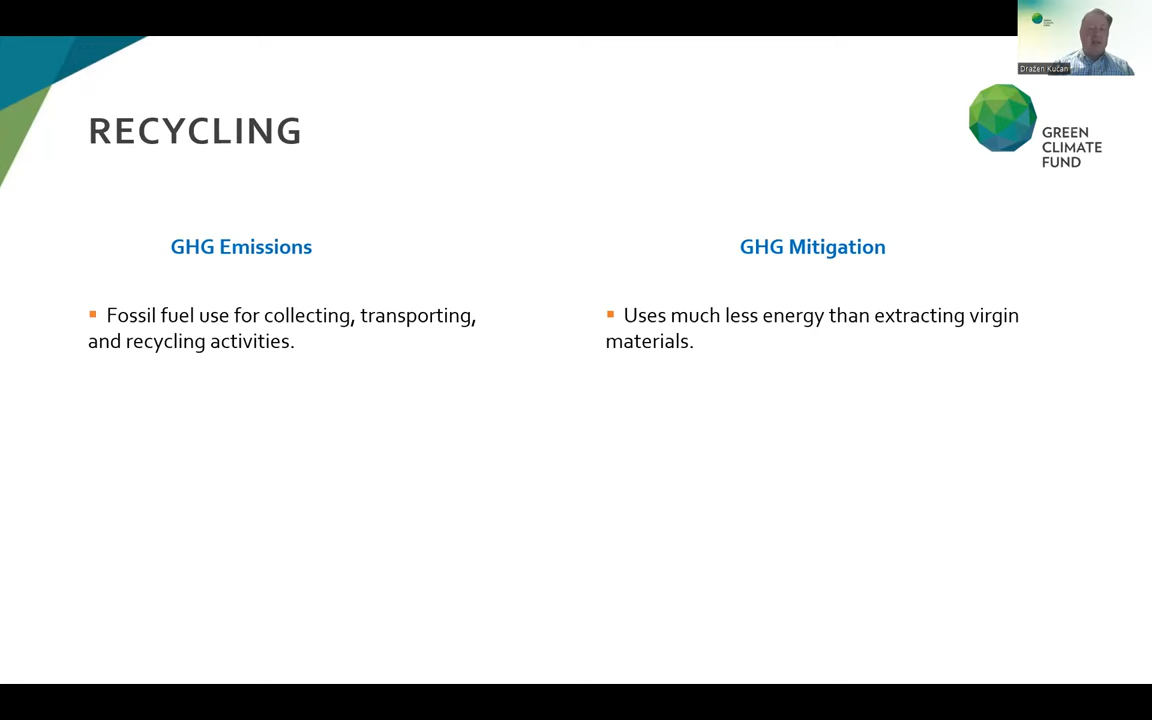 Dražen Kučan
RECYCLING
GREEN
CLIMATE
FUND
GHG Emissions
▪ Fossil fuel use for collecting, transporting,
and recycling activities.
GHG Mitigation
▪ Uses much less energy than extracting virgin
materials.